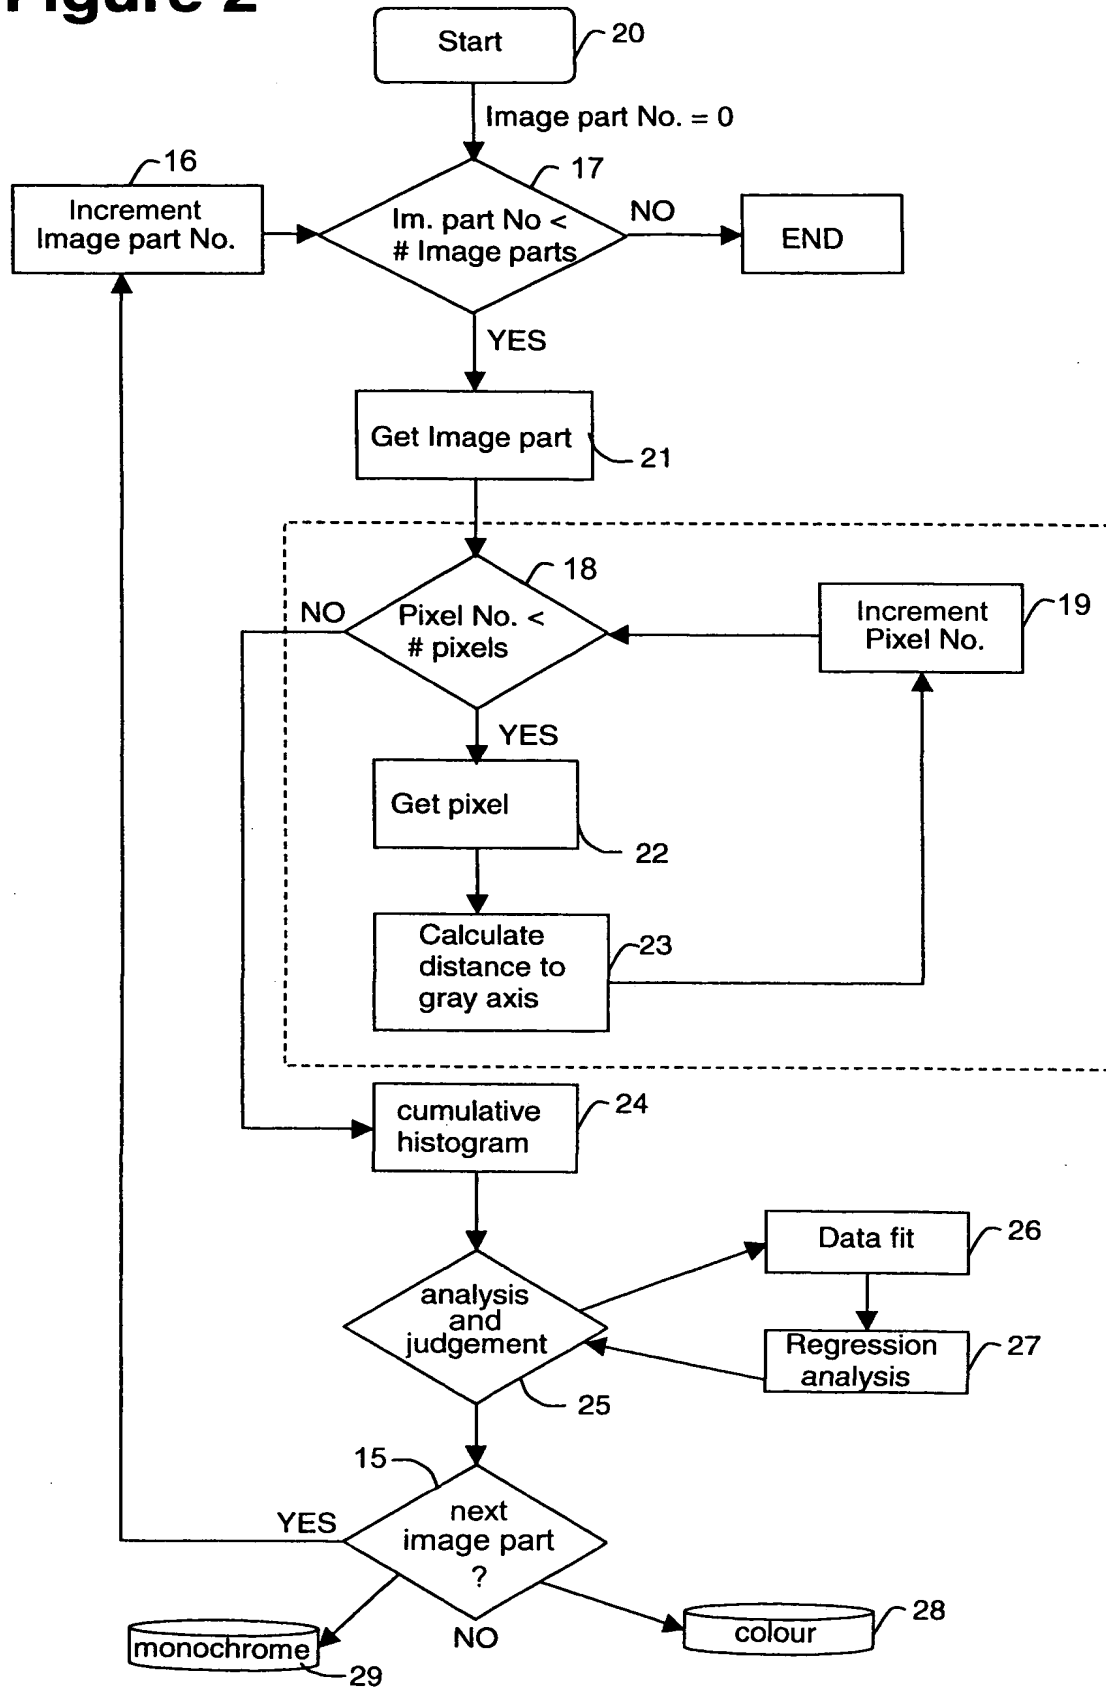 Figure 2
Start
20
Image part No. = 0
16
17
Increment
Image part No.
Im. part No <
# Image parts
NO
END
YES
Get Image part
21
18
NO
Pixel No. <
# pixels
Increment
Pixel No.
19
YES
Get pixel
22
Calculate
distance to
gray axis
23
cumulative
histogram
24
analysis
and
judgement
25
Data fit
26
Regression
analysis
27
15
YES
next
image part
?
NO
monochrome
29
colour
28